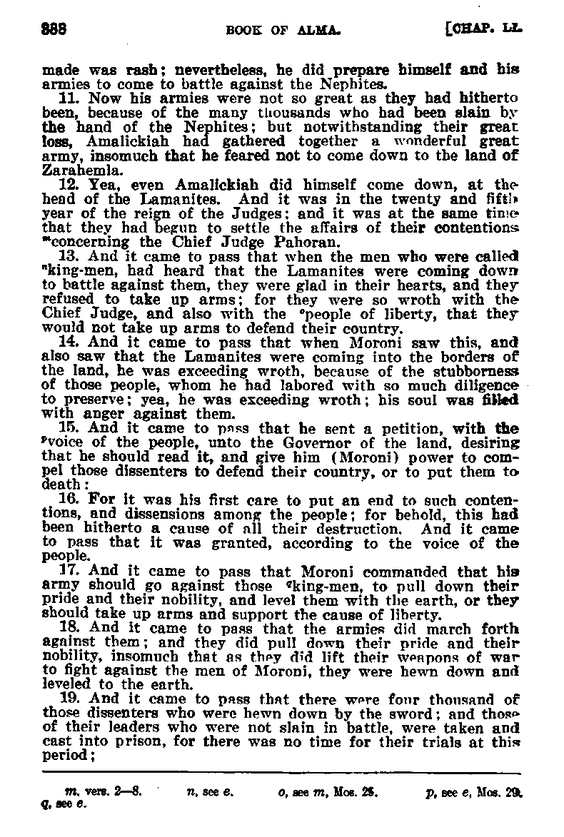 388 BOOK OF ALMA. [CHAP. LI.
made was rash; nevertheless, he did prepare himself and his
armies to come to battle against the Nephites.
11. Now his armies were not so great as they had hitherto
been, because of the many thousands who had been slain by
the hand of the Nephites; but notwithstanding their great
loss, Amalickiah had gathered together a wonderful great
army, insomuch that he feared not to come down to the land of
Zarahemla.
12. Yea, even Amalickiah did himself come down, at the
head of the Lamanites. And it was in the twenty and fifth
year of the reign of the Judges; and it was at the same time
that they had begun to settle the affairs of their contentions
ᵐconcerning the Chief Judge Pahoran.
13. And it came to pass that when the men who were called
ⁿking-men, had heard that the Lamanites were coming down
to battle against them, they were glad in their hearts, and they
refused to take up arms; for they were so wroth with the
Chief Judge, and also with the ᵒpeople of liberty, that they
would not take up arms to defend their country.
14. And it came to pass that when Moroni saw this, and
also saw that the Lamanites were coming into the borders of
the land, he was exceeding wroth, because of the stubborness
of those people, whom he had labored with so much diligence
to preserve; yea, he was exceeding wroth; his soul was filled
with anger against them.
15. And it came to pass that he sent a petition, with the
ᵖvoice of the people, unto the Governor of the land, desiring
that he should read it, and give him (Moroni) power to com-
pel those dissenters to defend their country, or to put them to
death:
16. For it was his first care to put an end to such conten-
tions, and dissensions among the people; for behold, this had
been hitherto a cause of all their destruction. And it came
to pass that it was granted, according to the voice of the
people.
17. And it came to pass that Moroni commanded that his
army should go against those qking-men, to pull down their
pride and their nobility, and level them with the earth, or they
should take up arms and support the cause of liberty.
18. And it came to pass that the armies did march forth
against them; and they did pull down their pride and their
nobility, insomuch that as they did lift their weapons of war
to fight against the men of Moroni, they were hewn down and
leveled to the earth.
19. And it came to pass that there were four thousand of
those dissenters who were hewn down by the sword; and those
of their leaders who were not slain in battle, were taken and
cast into prison, for there was no time for their trials at this
period;
m, vers. 2—8. n, see e. o, see m, Mos. 25. p, see e, Mos. 29.
q, see e.